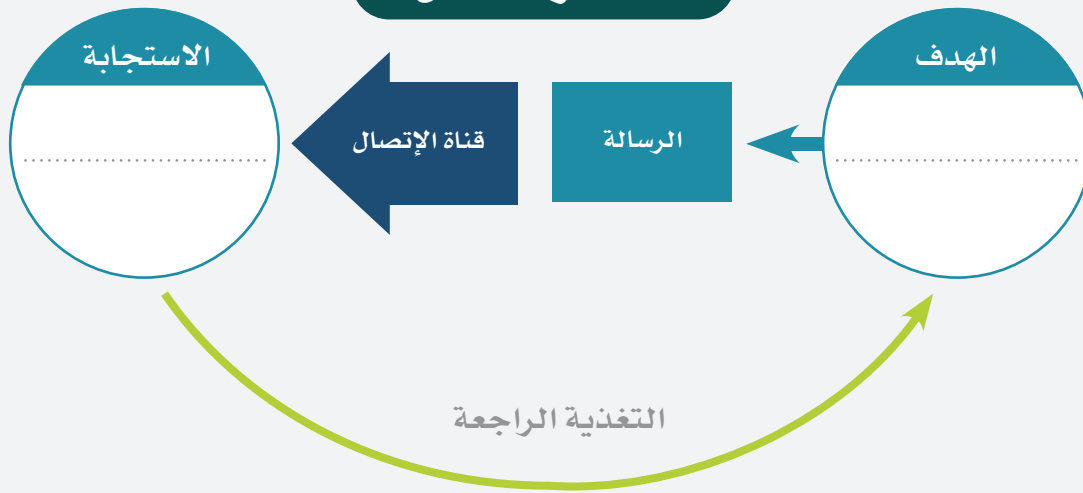 الهدف
الرسالة
قناة الإتصال
الاستجابة
التغذية الراجعة